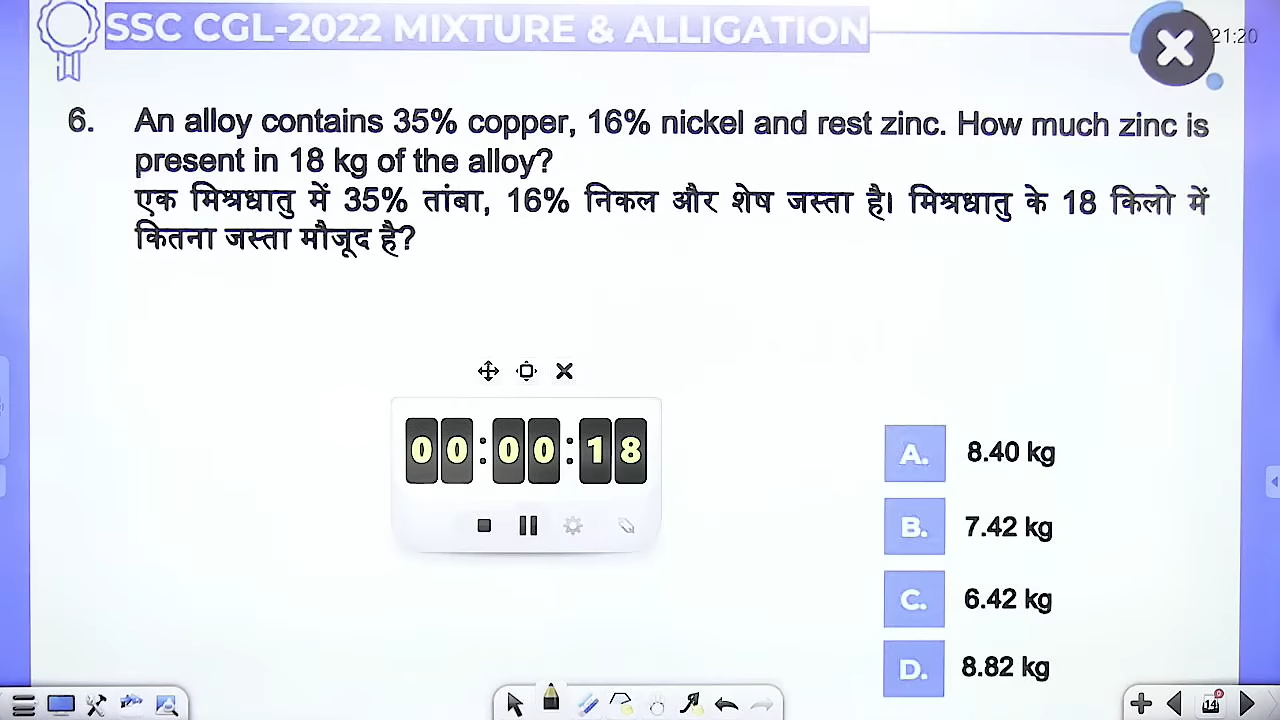 SSC CGL-2022 MIXTURE & ALLIGATION
21:20
6. An alloy contains 35% copper, 16% nickel and rest zinc. How much zinc is
present in 18 kg of the alloy?
एक मिश्रधातु में 35% तांबा, 16% निकल और शेष जस्ता है। मिश्रधातु के 18 किलो में
कितना जस्ता मौजूद है?
00:00:18
A. 8.40 kg
B. 7.42 kg
C. 6.42 kg
D. 8.82 kg
14